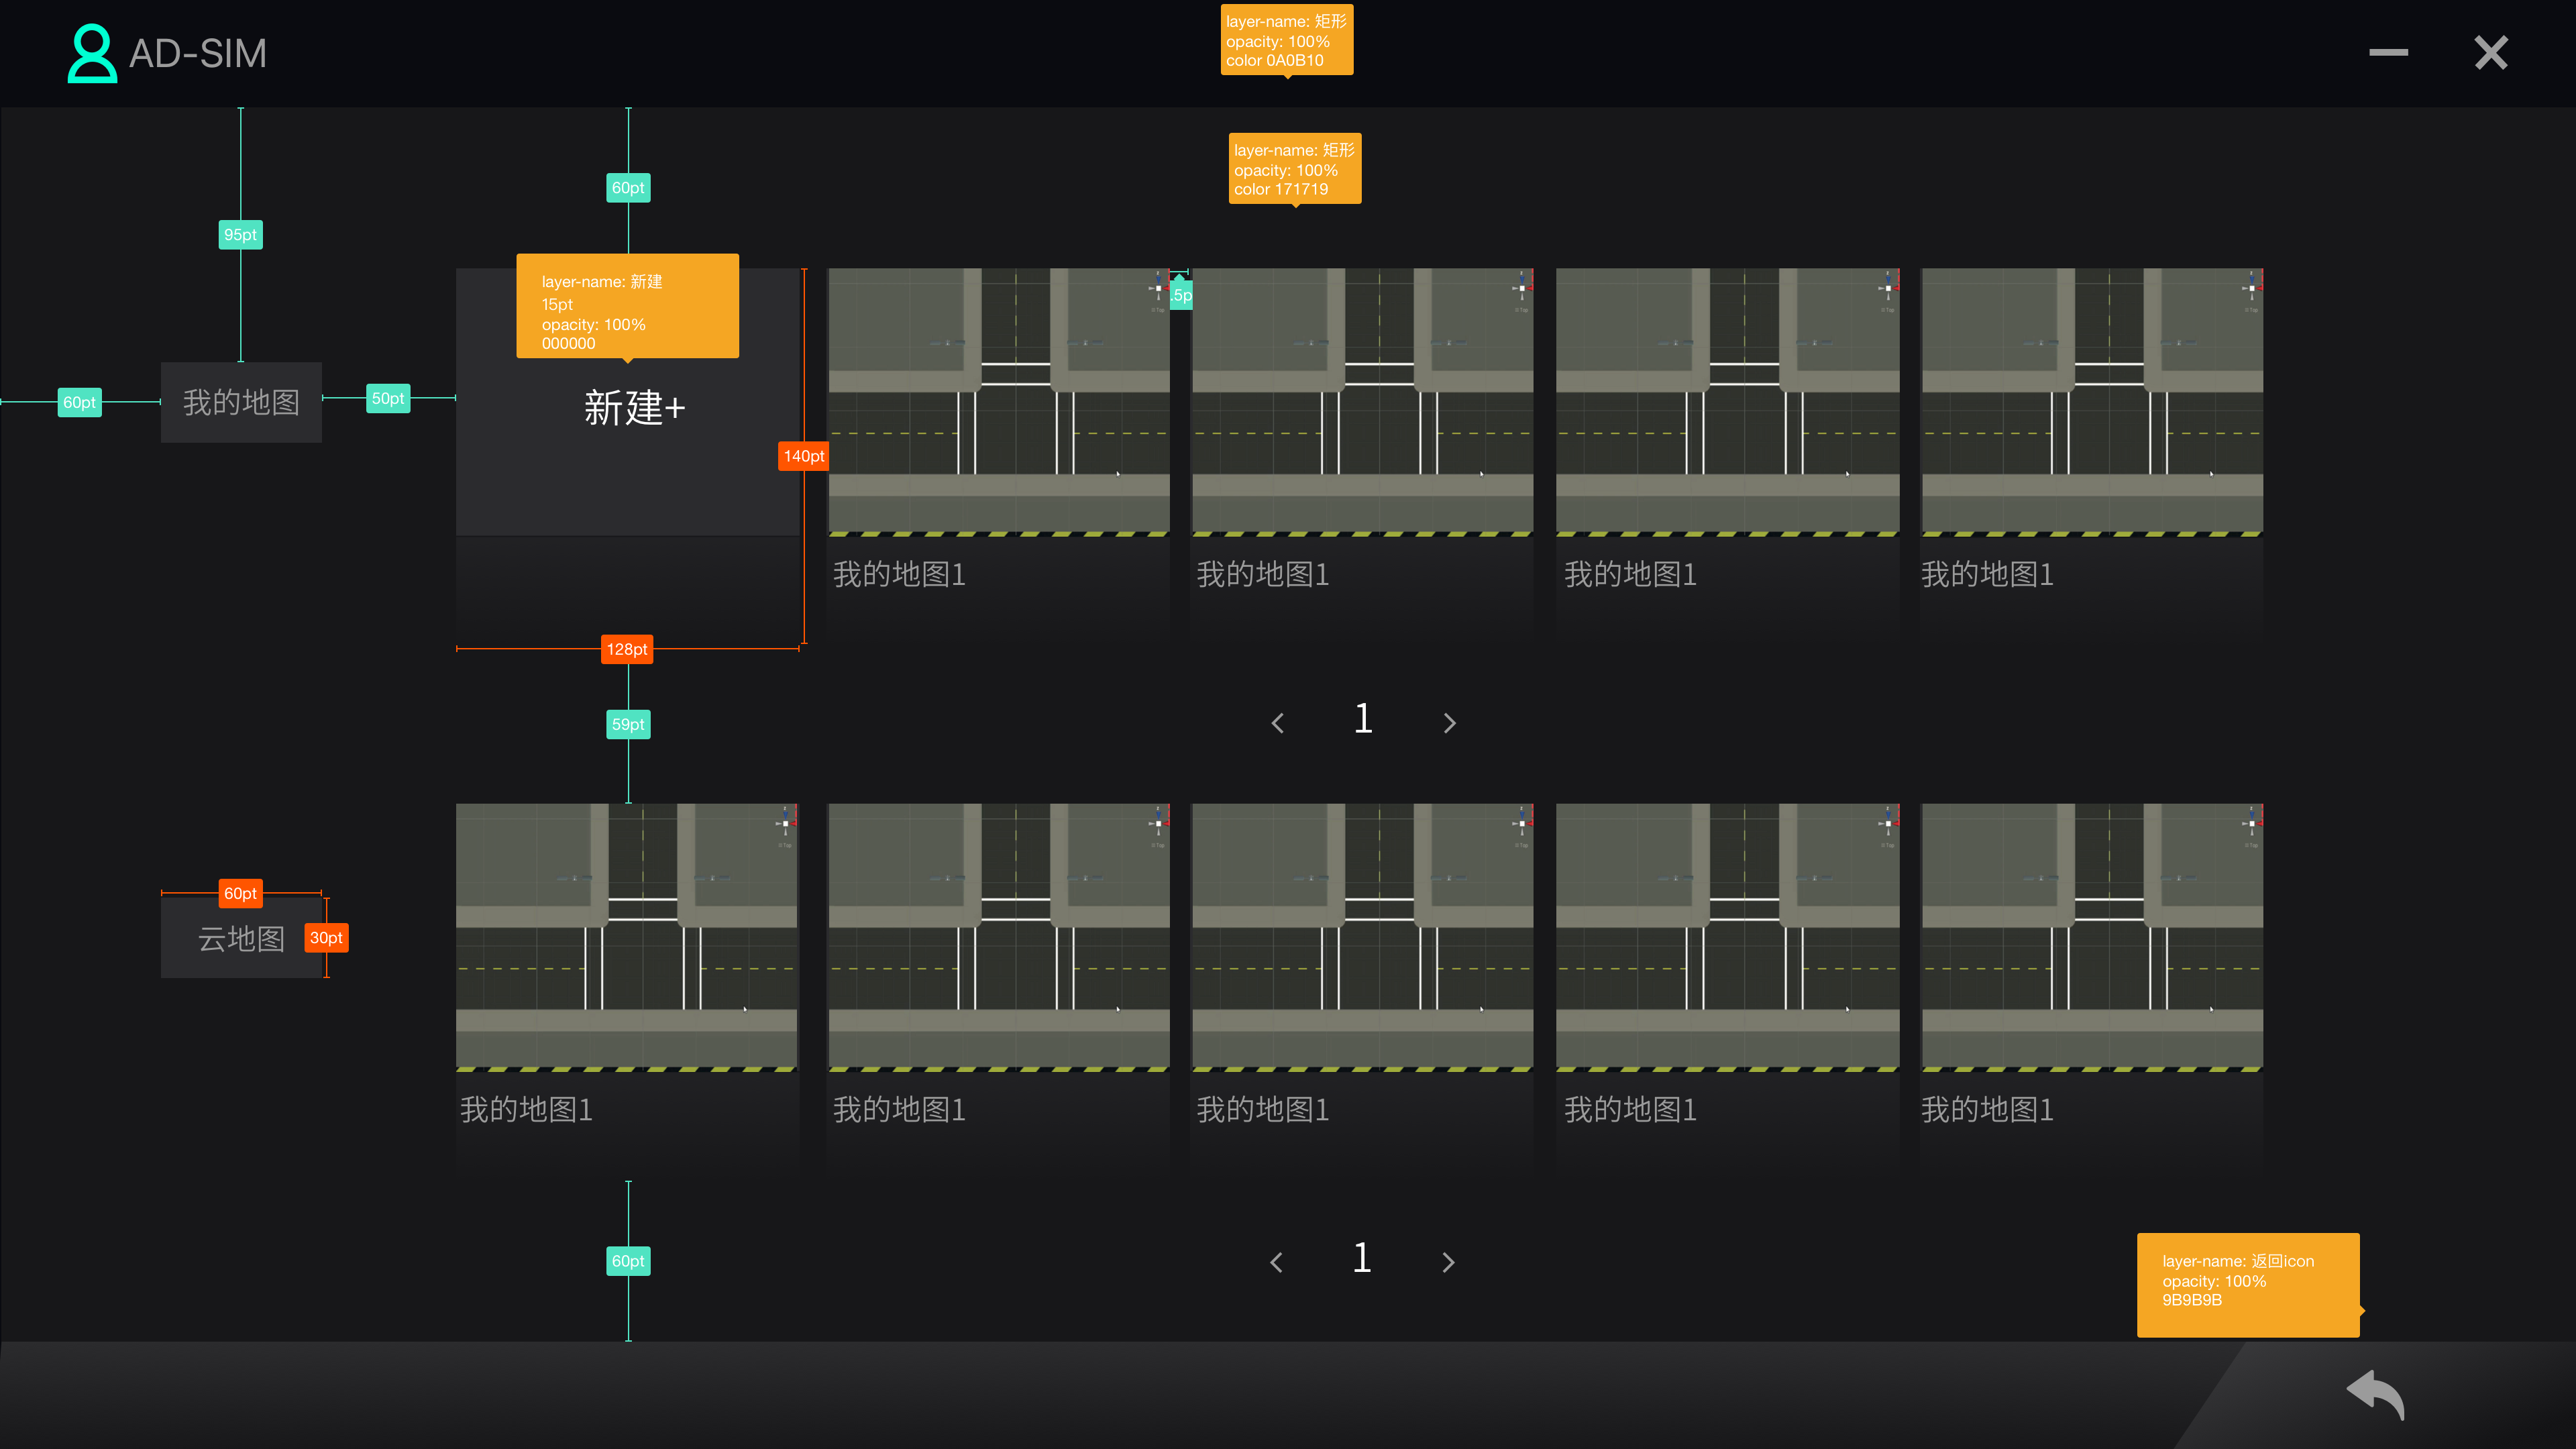 AD-SIM
layer-name: 矩形
opacity: 100%
color 0A0B10
layer-name: 矩形
opacity: 100%
color 171719
60pt
95pt
layer-name: 新建
15pt
opacity: 100%
000000
.5p
60pt
我的地图
50pt
新建+
140pt
我的地图1
我的地图1
我的地图1
我的地图1
128pt
59pt
1
60pt
云地图
30pt
我的地图1
我的地图1
我的地图1
我的地图1
我的地图1
60pt
1
layer-name: 返回icon
opacity: 100%
9B9B9B